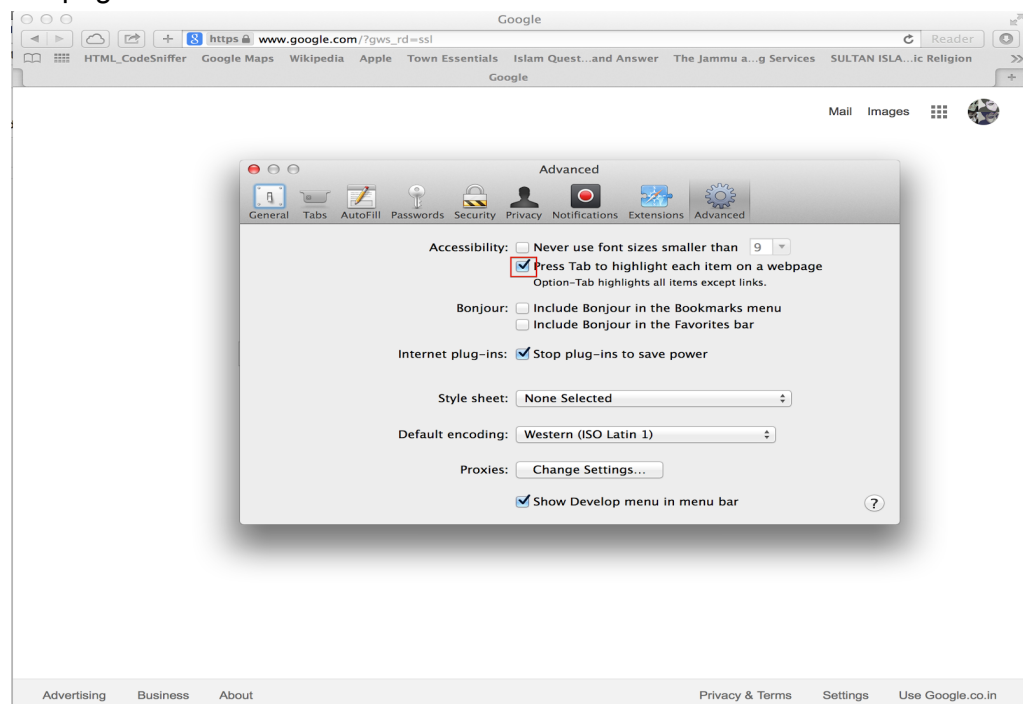 Google
https www.google.com/?gws_rd=ssl Reader
HTML_CodeSniffer Google Maps Wikipedia Apple Town Essentials Islam Quest...and Answer The Jammu a...g Services SULTAN ISLA...ic Religion >>
Google
Mail Images
Advanced
General Tabs AutoFill Passwords Security Privacy Notifications Extensions Advanced
Accessibility: Never use font sizes smaller than 9
Press Tab to highlight each item on a webpage
Option-Tab highlights all items except links.
Bonjour: Include Bonjour in the Bookmarks menu
Include Bonjour in the Favorites bar
Internet plug-ins: Stop plug-ins to save power
Style sheet: None Selected
Default encoding: Western (ISO Latin 1)
Proxies: Change Settings...
Show Develop menu in menu bar ?
Advertising Business About Privacy & Terms Settings Use Google.co.in